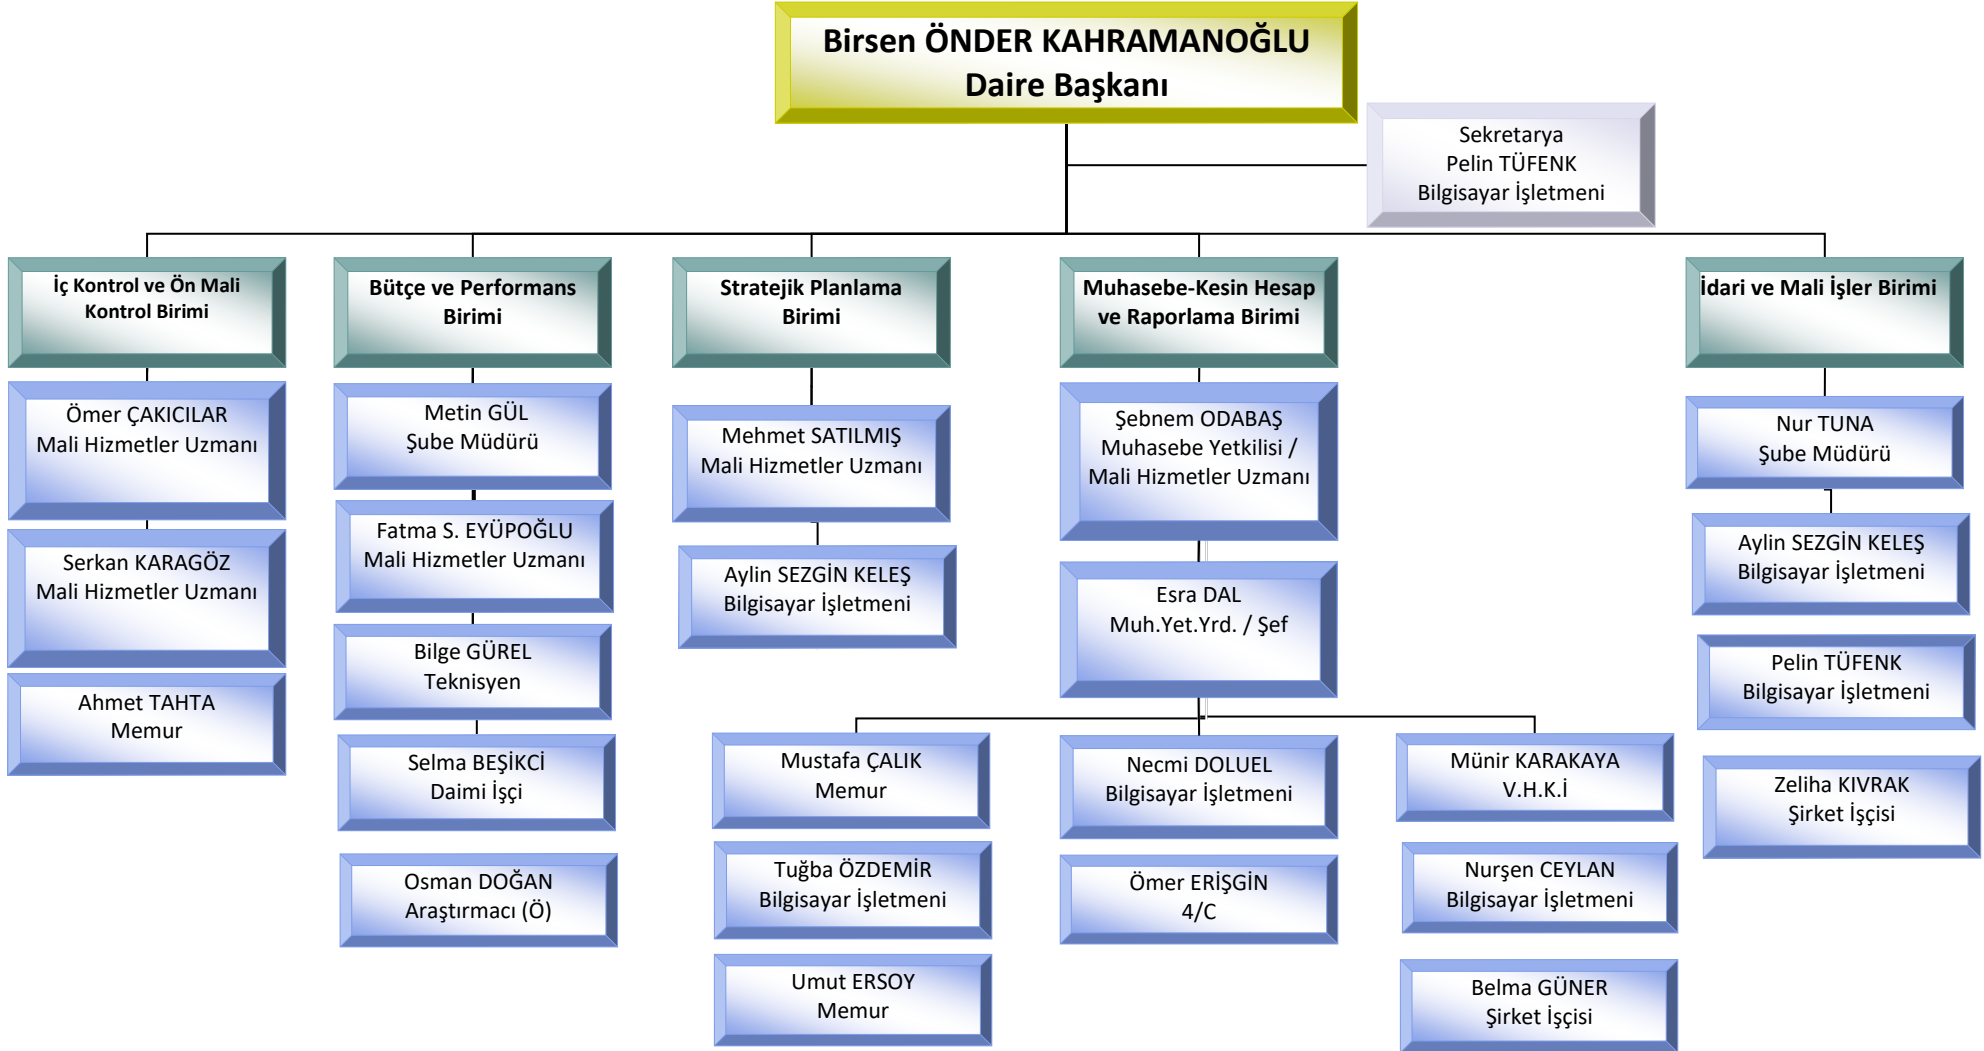 Birsen ÖNDER KAHRAMANOĞLU
Daire Başkanı
Sekretarya
Pelin TÜFENK
Bilgisayar İşletmeni
İç Kontrol ve Ön Mali
Kontrol Birimi
Ömer ÇAKICILAR
Mali Hizmetler Uzmanı
Serkan KARAGÖZ
Mali Hizmetler Uzmanı
Ahmet TAHTA
Memur
Bütçe ve Performans
Birimi
Metin GÜL
Şube Müdürü
Fatma S. EYÜPOĞLU
Mali Hizmetler Uzmanı
Bilge GÜREL
Teknisyen
Selma BEŞİKCİ
Daimi İşçi
Osman DOĞAN
Araştırmacı (Ö)
Stratejik Planlama
Birimi
Mehmet SATILMIŞ
Mali Hizmetler Uzmanı
Aylin SEZGİN KELEŞ
Bilgisayar İşletmeni
Muhasebe-Kesin Hesap
ve Raporlama Birimi
Şebnem ODABAŞ
Muhasebe Yetkilisi /
Mali Hizmetler Uzmanı
Esra DAL
Muh.Yet.Yrd. / Şef
Mustafa ÇALIK
Memur
Tuğba ÖZDEMİR
Bilgisayar İşletmeni
Umut ERSOY
Memur
Necmi DOLUEL
Bilgisayar İşletmeni
Ömer ERİŞGİN
4/C
Münir KARAKAYA
V.H.K.İ
Nurşen CEYLAN
Bilgisayar İşletmeni
Belma GÜNER
Şirket İşçisi
İdari ve Mali İşler Birimi
Nur TUNA
Şube Müdürü
Aylin SEZGİN KELEŞ
Bilgisayar İşletmeni
Pelin TÜFENK
Bilgisayar İşletmeni
Zeliha KIVRAK
Şirket İşçisi